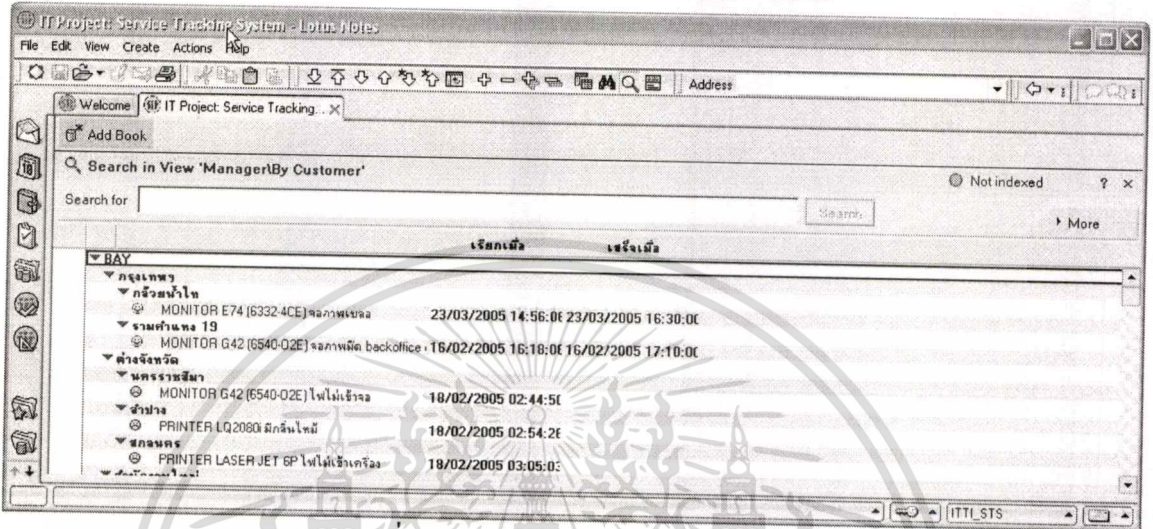 IT Project: Service Tracking System - Lotus Notes
File Edit View Create Actions Help
Address
Welcome IT Project: Service Tracking...
Add Book
Search in View 'Manager\By Customer'
Not indexed
Search for
Search
More
เรียกเมื่อ เสร็จเมื่อ
BAY
กรุงเทพฯ
กล้วยน้ำไท
MONITOR E74 (6332-4CE) จอภาพเบลอ 23/03/2005 14:56:0 23/03/2005 16:30:0
รามคำแหง 19
MONITOR G42 (6540-02E) จอภาพมืด backoffice 16/02/2005 16:18:0 16/02/2005 17:10:0
ต่างจังหวัด
นครราชสีมา
MONITOR G42 (6540-02E) ไฟไม่เข้าจอ 18/02/2005 02:44:5
ลำปาง
PRINTER LQ2080i มีกลิ่นไหม้ 18/02/2005 02:54:2
สกลนคร
PRINTER LASER JET 6P ไฟไม่เข้าเครื่อง 18/02/2005 03:05:0
ITTI_STS